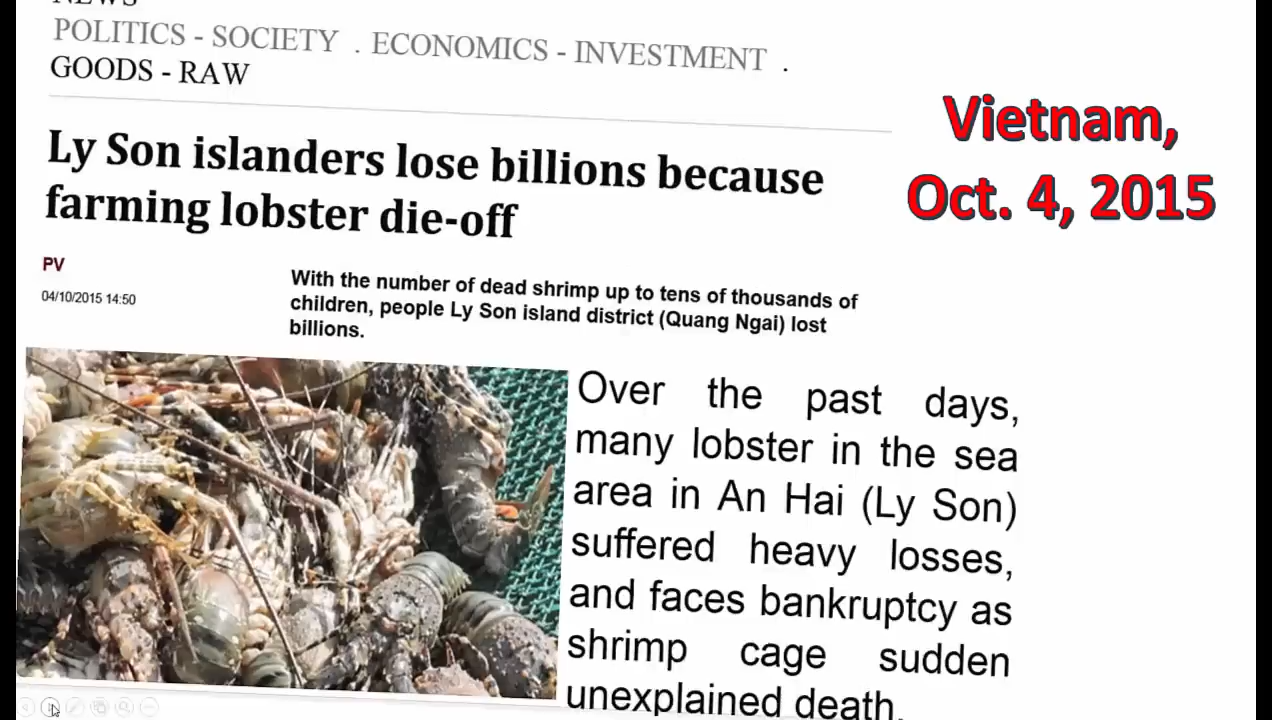 NEWS
POLITICS - SOCIETY . ECONOMICS - INVESTMENT .
GOODS - RAW
Vietnam,
Oct. 4, 2015
Ly Son islanders lose billions because
farming lobster die-off
PV
04/10/2015 14:50
With the number of dead shrimp up to tens of thousands of
children, people Ly Son island district (Quang Ngai) lost
billions.
Over the past days,
many lobster in the sea
area in An Hai (Ly Son)
suffered heavy losses,
and faces bankruptcy as
shrimp cage sudden
unexplained death.